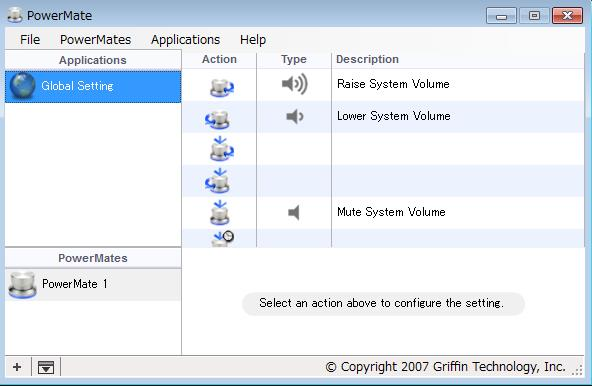 PowerMate
File PowerMates Applications Help
Applications
Global Setting
Action Type Description
Raise System Volume
Lower System Volume
Mute System Volume
PowerMates
PowerMate 1
Select an action above to configure the setting.
© Copyright 2007 Griffin Technology, Inc.